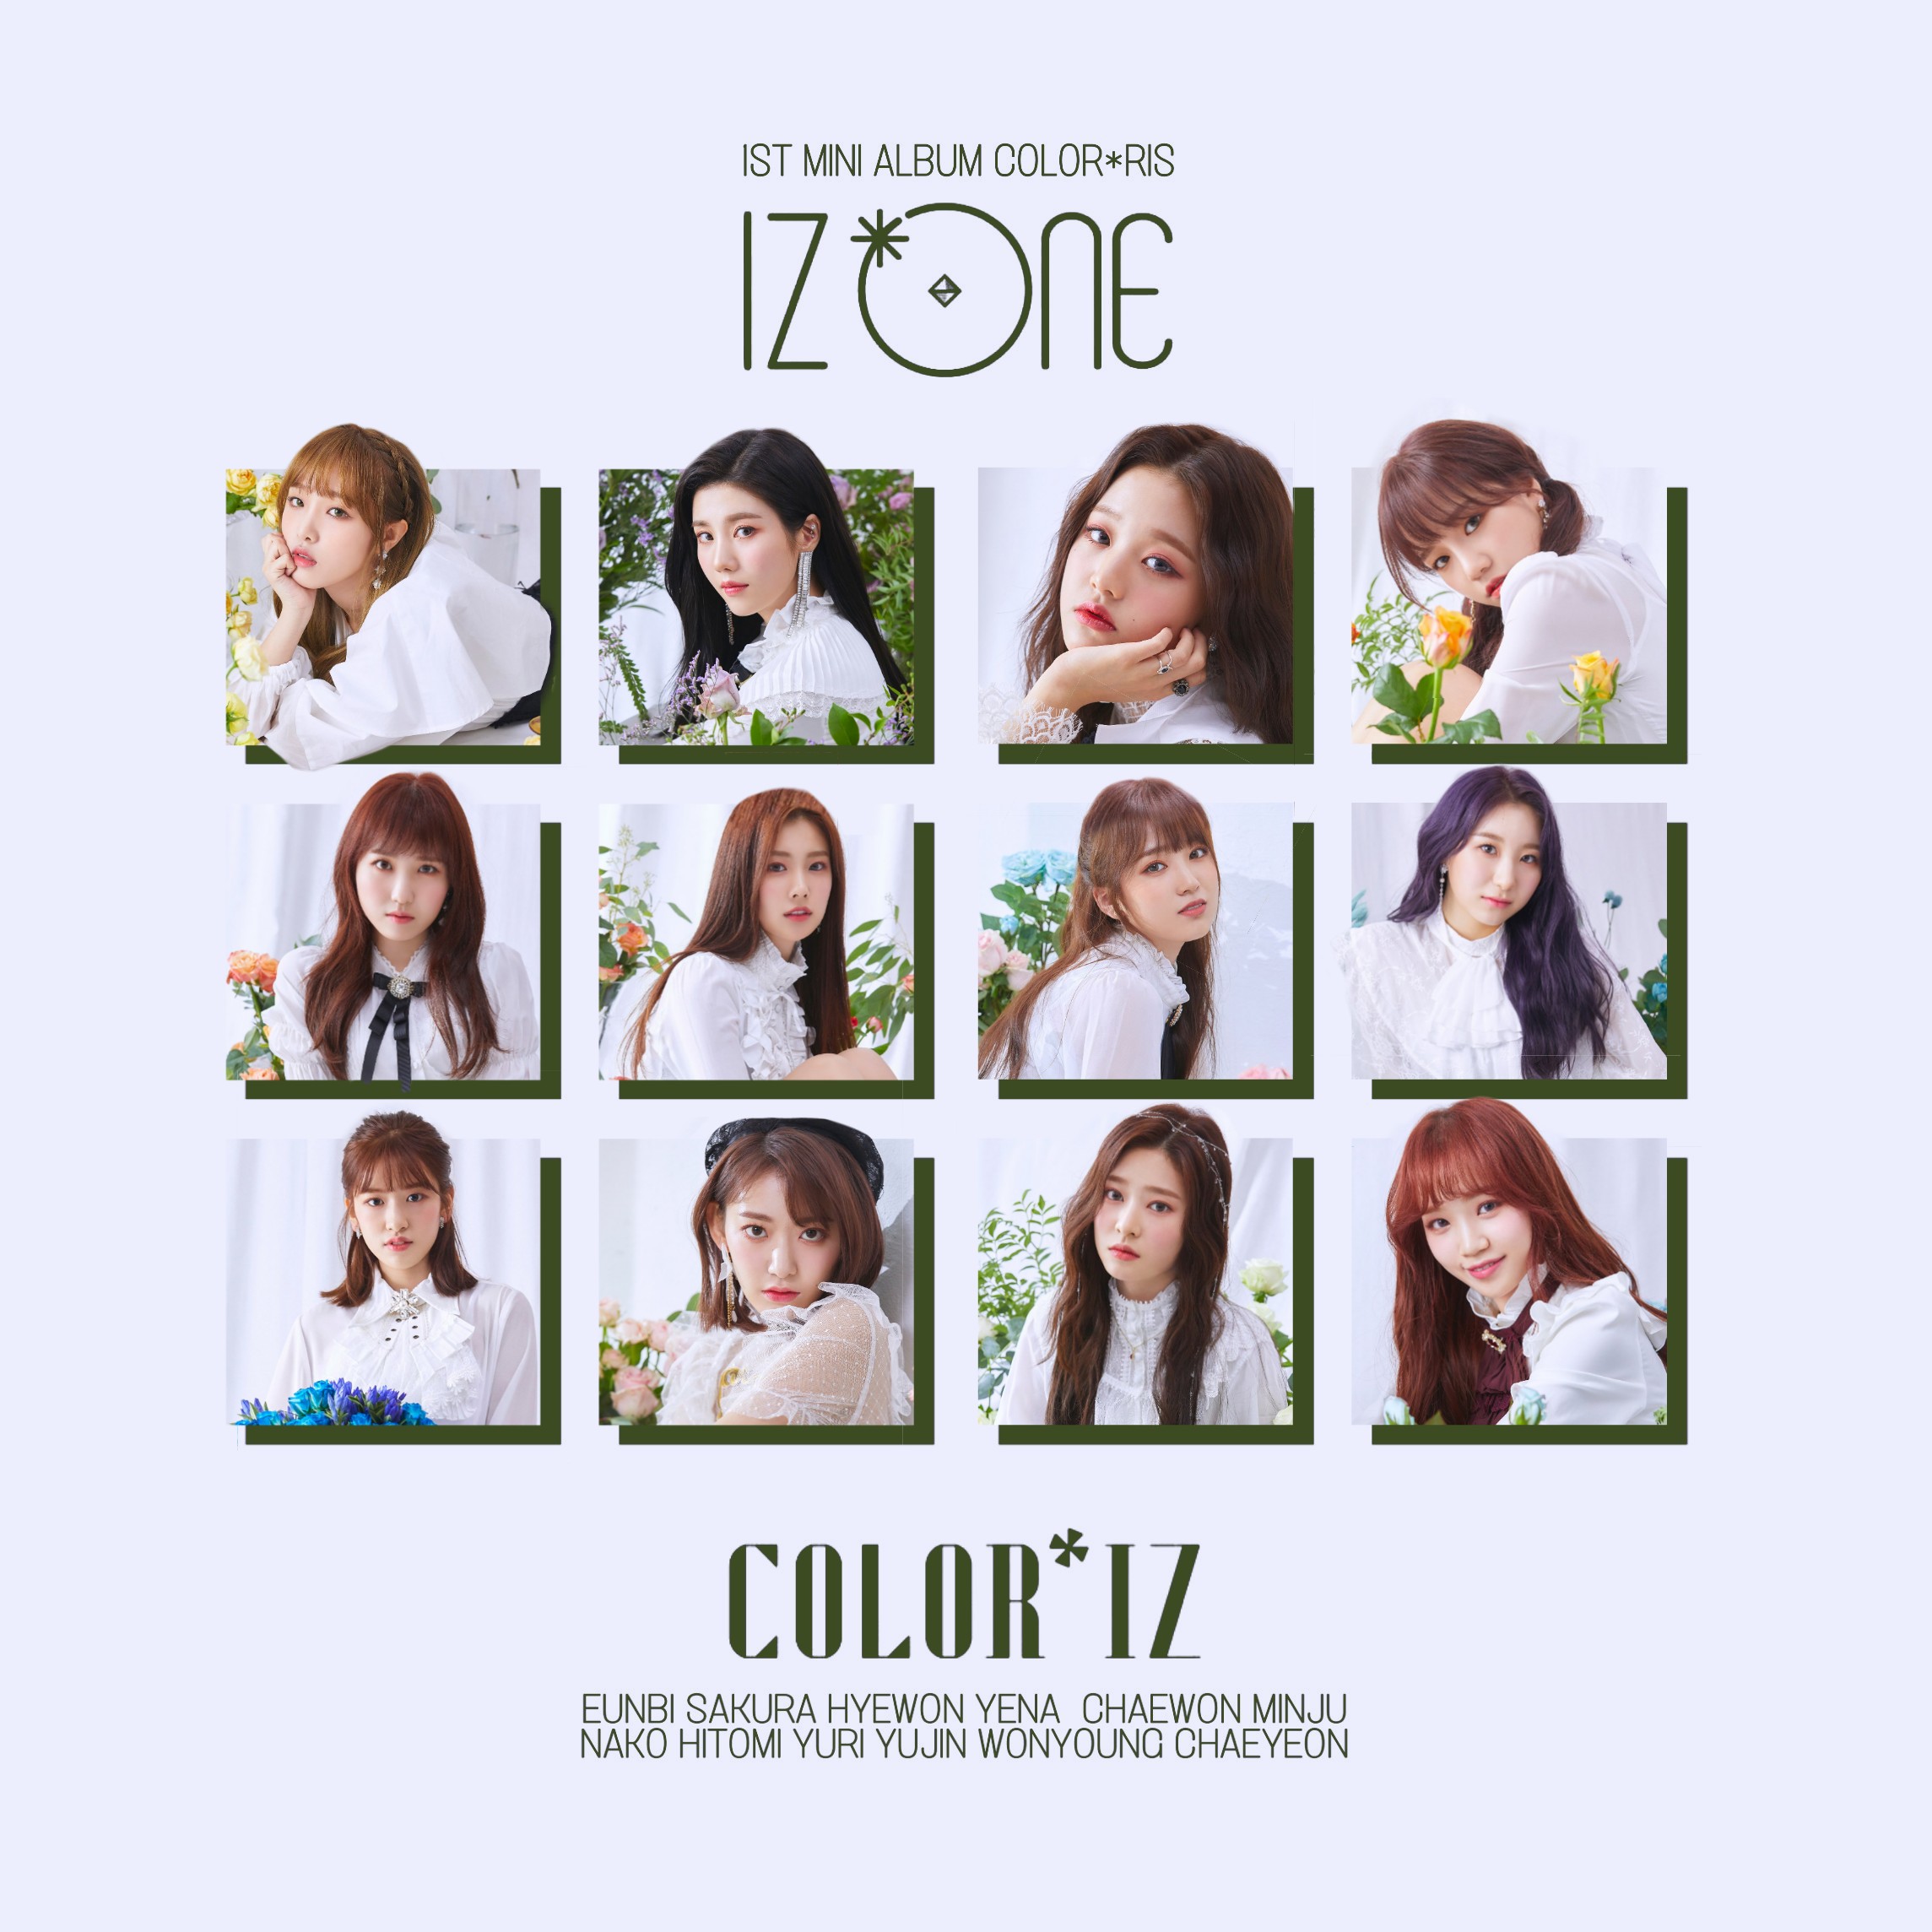 1ST MINI ALBUM COLOR*RIS
IZ*ONE
COLOR*IZ
EUNBI SAKURA HYEWON YENA CHAEWON MINJU
NAKO HITOMI YURI YUJIN WONYOUNG CHAEYEON